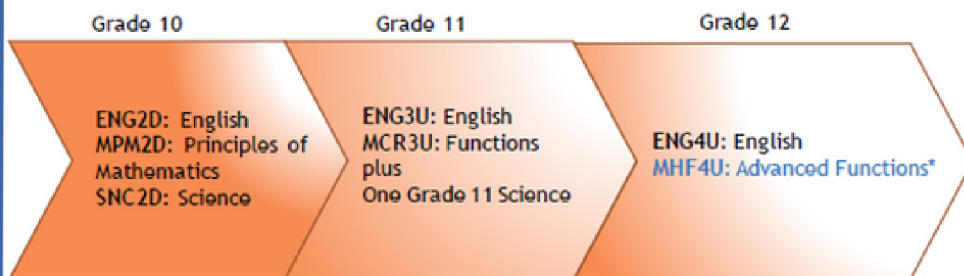 Grade 10
Grade 11
Grade 12
ENG2D: English
MPM2D: Principles of
Mathematics
SNC2D: Science
ENG3U: English
MCR3U: Functions
plus
One Grade 11 Science
ENG4U: English
MHF4U: Advanced Functions*